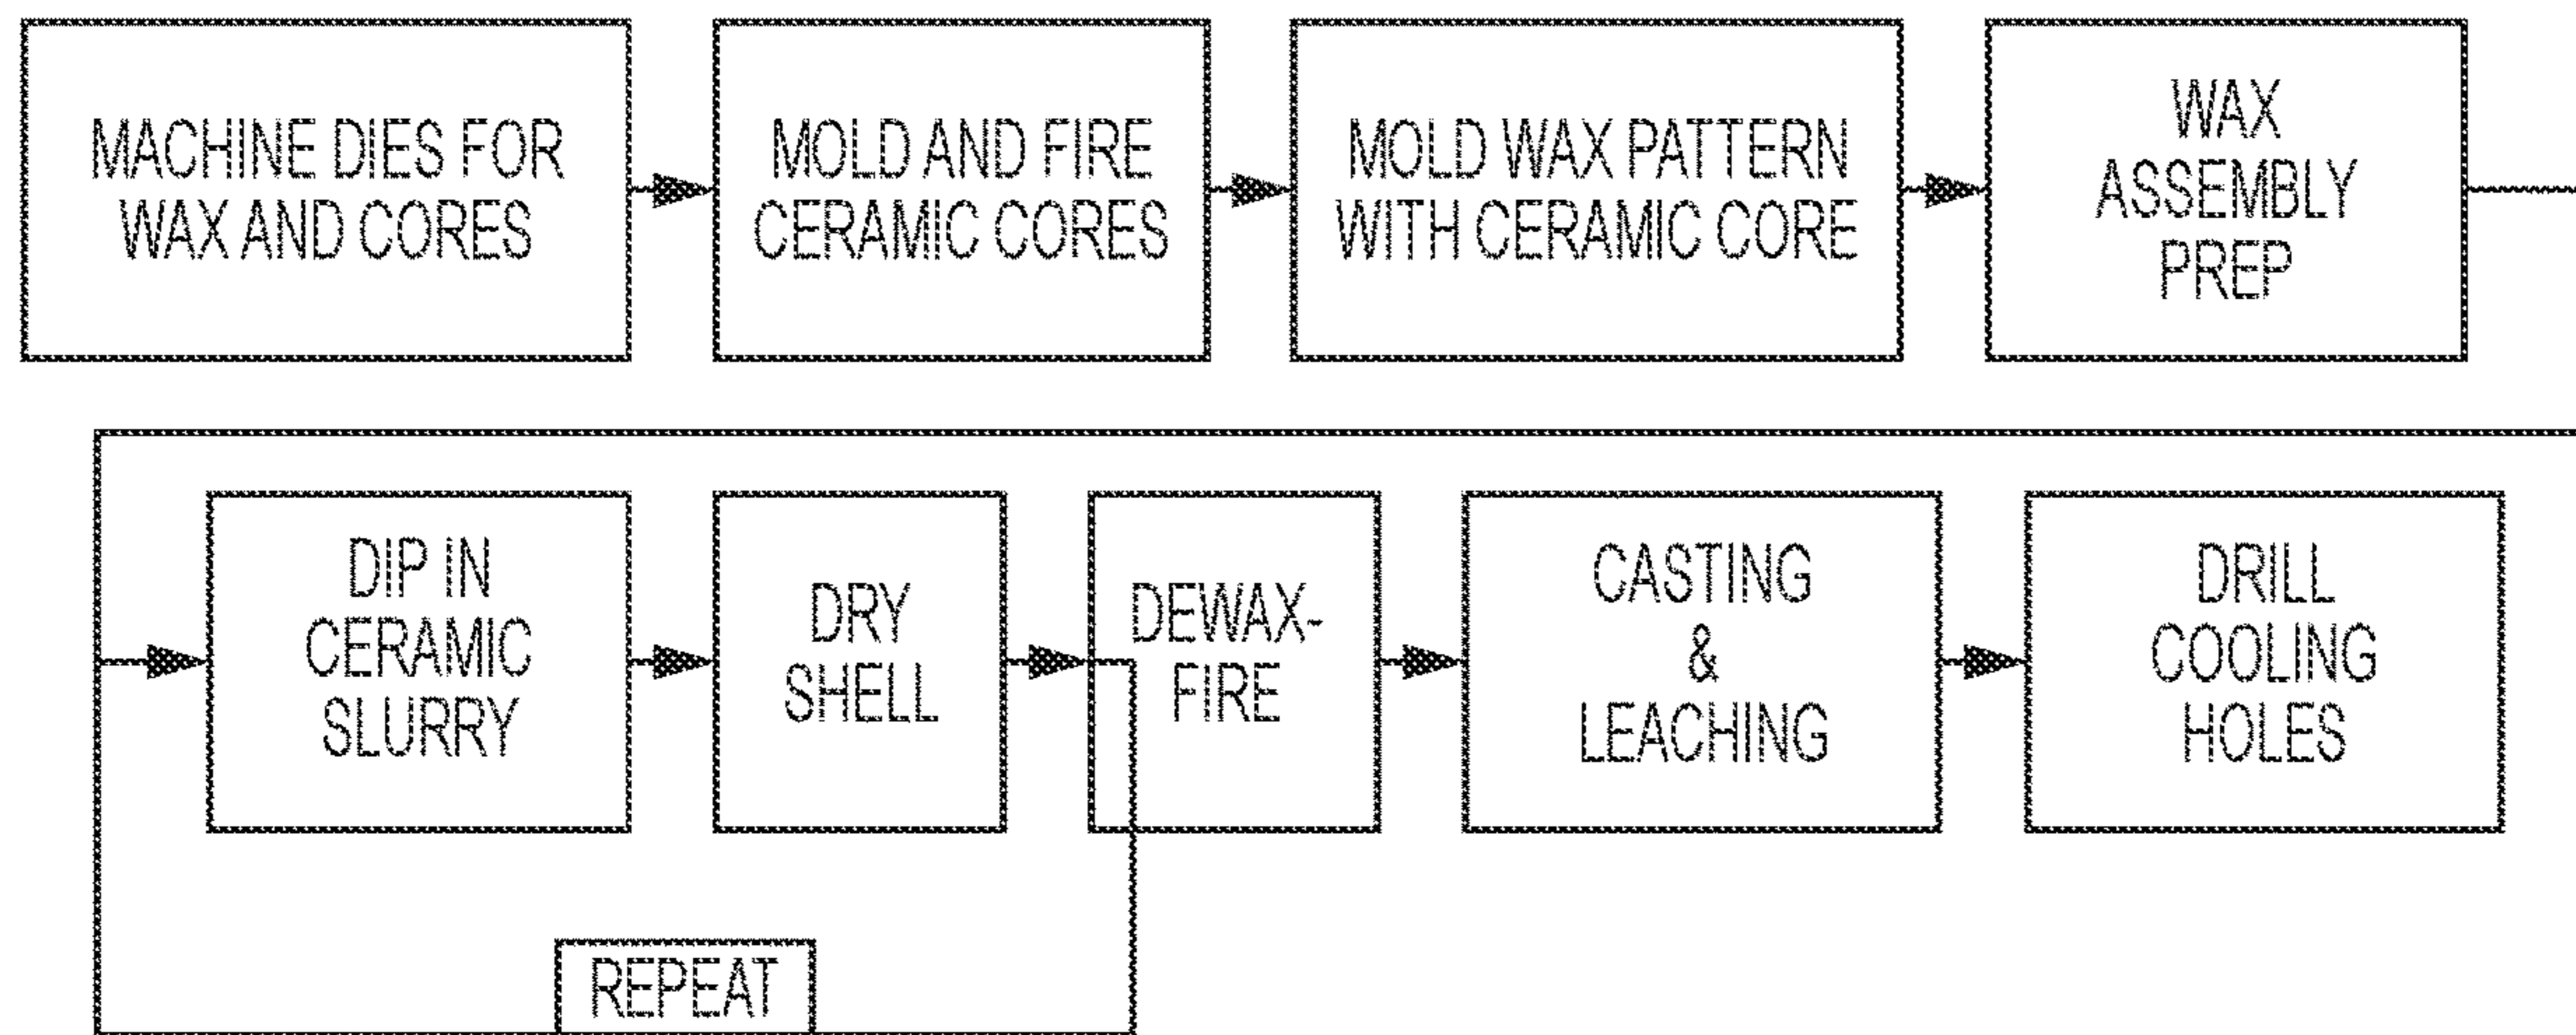 MACHINE DIES FOR
WAX AND CORES
MOLD AND FIRE
CERAMIC CORES
MOLD WAX PATTERN
WITH CERAMIC CORE
WAX
ASSEMBLY
PREP
DIP IN
CERAMIC
SLURRY
DRY
SHELL
DEWAX-
FIRE
CASTING
&
LEACHING
DRILL
COOLING
HOLES
REPEAT